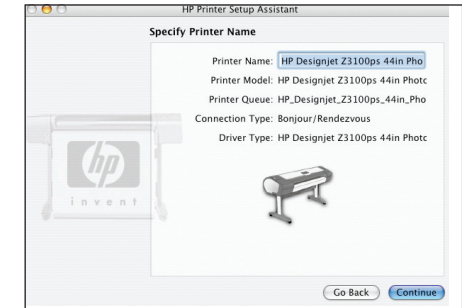 HP Printer Setup Assistant
Specify Printer Name
Printer Name: HP Designjet Z3100ps 44in Pho
Printer Model: HP Designjet Z3100ps 44in Photc
Printer Queue: HP_Designjet_Z3100ps_44in_Pho
Connection Type: Bonjour/Rendezvous
Driver Type: HP Designjet Z3100ps 44in Photc
hp
invent
Go Back Continue